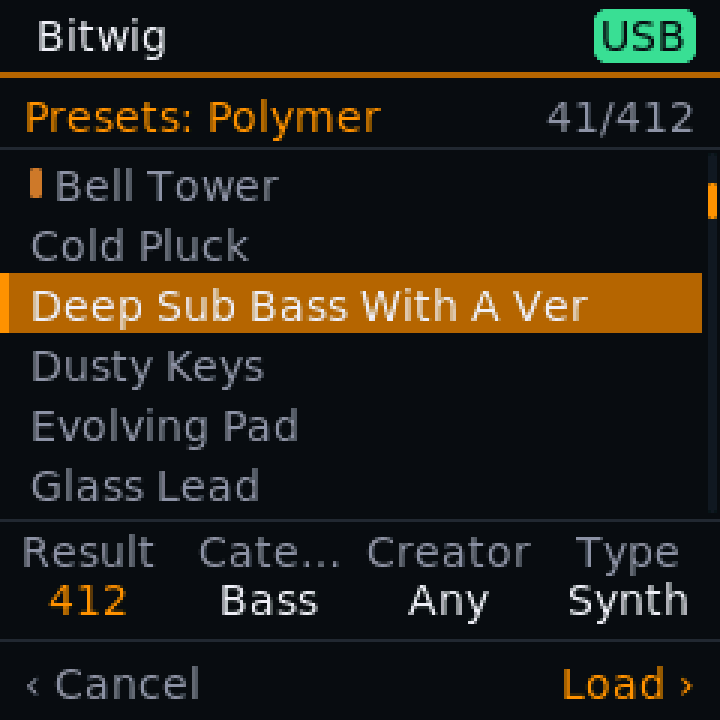 Bitwig USB
Presets: Polymer 41/412
Bell Tower
Cold Pluck
Deep Sub Bass With A Ver
Dusty Keys
Evolving Pad
Glass Lead
Result Cate... Creator Type
412 Bass Any Synth
‹ Cancel Load ›